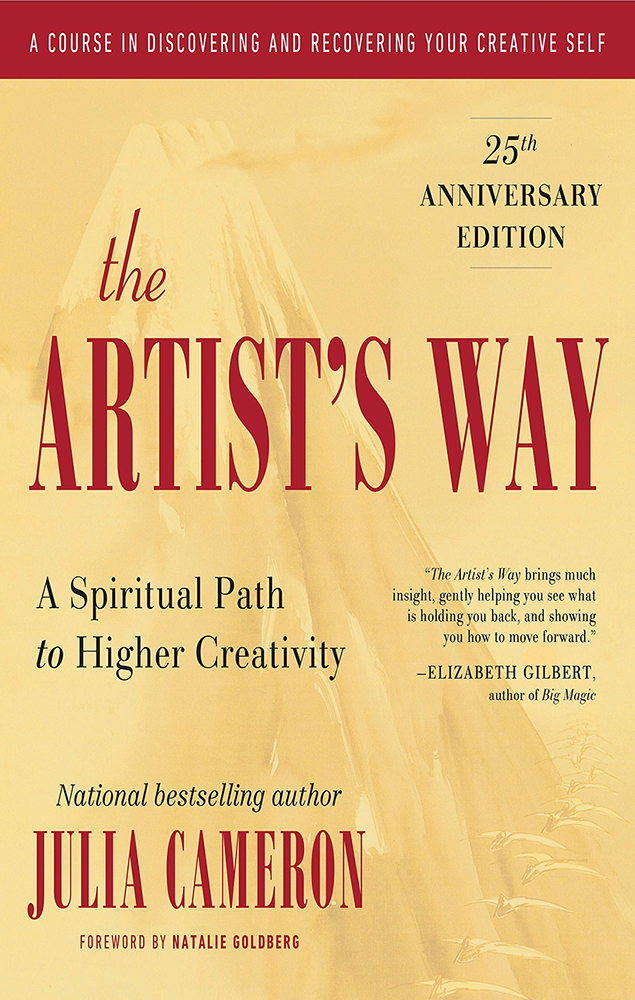 A COURSE IN DISCOVERING AND RECOVERING YOUR CREATIVE SELF
25th
ANNIVERSARY
EDITION
the
ARTIST'S WAY
A Spiritual Path
to Higher Creativity
“The Artist's Way brings much
insight, gently helping you see what
is holding you back, and showing
you how to move forward.”
–ELIZABETH GILBERT,
author of Big Magic
National bestselling author
JULIA CAMERON
FOREWORD BY NATALIE GOLDBERG